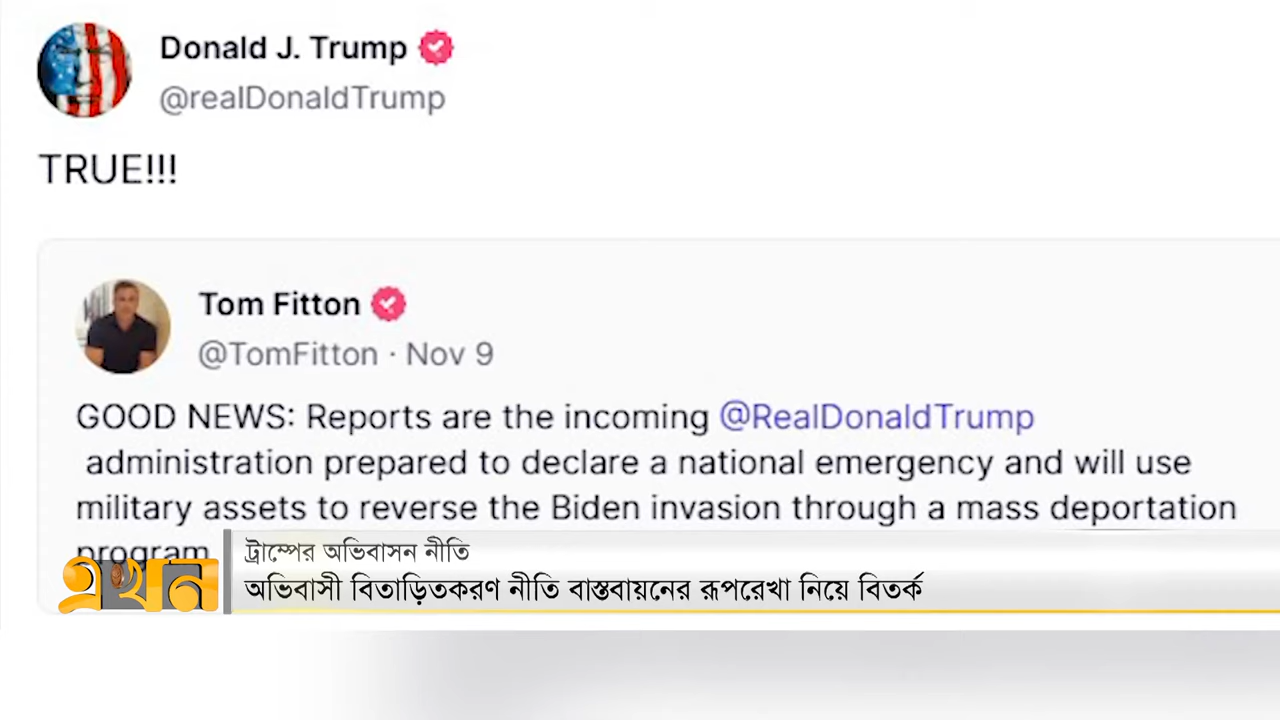 Donald J. Trump
@realDonaldTrump
TRUE!!!
Tom Fitton
@TomFitton · Nov 9
GOOD NEWS: Reports are the incoming @RealDonaldTrump
administration prepared to declare a national emergency and will use
military assets to reverse the Biden invasion through a mass deportation
program
ট্রাম্পের অভিবাসন নীতি
এখন
অভিবাসী বিতাড়িতকরণ নীতি বাস্তবায়নের রূপরেখা নিয়ে বিতর্ক